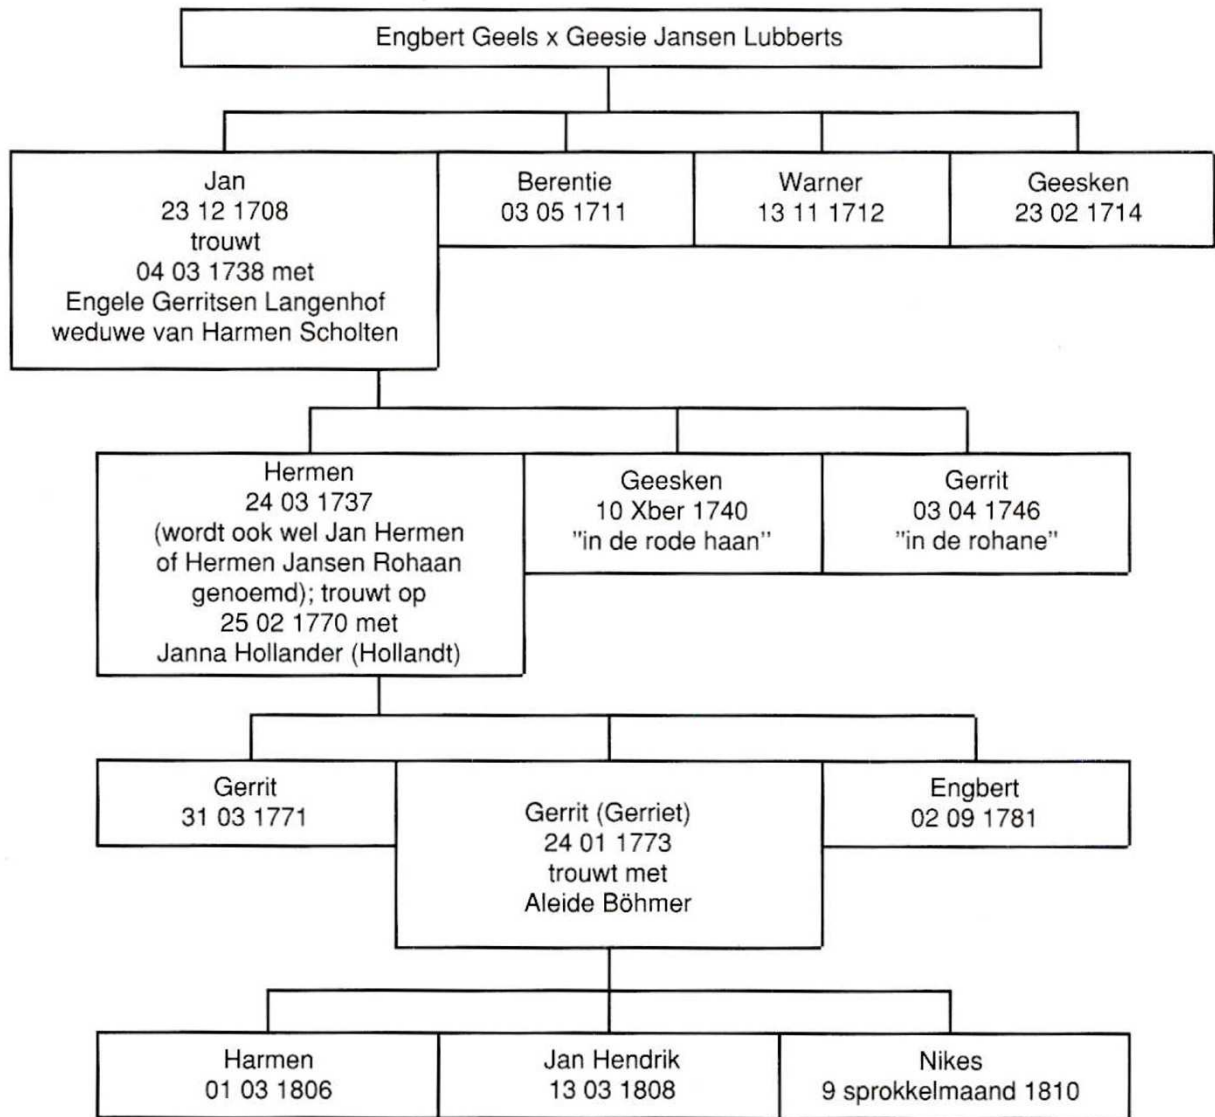 Engbert Geels x Geesie Jansen Lubberts
Jan
23 12 1708
trouwt
04 03 1738 met
Engele Gerritsen Langenhof
weduwe van Harmen Scholten
Berentie
03 05 1711
Warner
13 11 1712
Geesken
23 02 1714
Hermen
24 03 1737
(wordt ook wel Jan Hermen
of Hermen Jansen Rohaan
genoemd); trouwt op
25 02 1770 met
Janna Hollander (Hollandt)
Geesken
10 Xber 1740
”in de rode haan”
Gerrit
03 04 1746
”in de rohane”
Gerrit
31 03 1771
Gerrit (Gerriet)
24 01 1773
trouwt met
Aleide Böhmer
Engbert
02 09 1781
Harmen
01 03 1806
Jan Hendrik
13 03 1808
Nikes
9 sprokkelmaand 1810